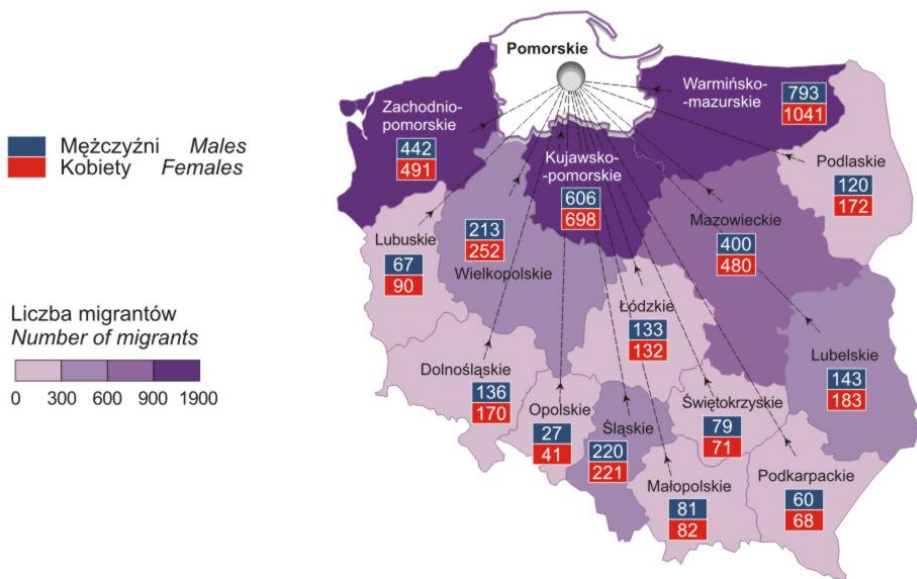 Pomorskie
Warmińsko-
-mazurskie
793
1041
Zachodnio-
pomorskie
442
491
Mężczyźni Males
Kobiety Females
Kujawsko-
-pomorskie
606
698
Podlaskie
120
172
Mazowieckie
400
480
213
252
Wielkopolskie
Lubuskie
67
90
Liczba migrantów
Number of migrants
0 300 600 900 1900
Łódzkie
133
132
Lubelskie
143
183
Dolnośląskie
136
170
Opolskie
27
41
Śląskie
220
221
Świętokrzyskie
79
71
Małopolskie
81
82
Podkarpackie
60
68